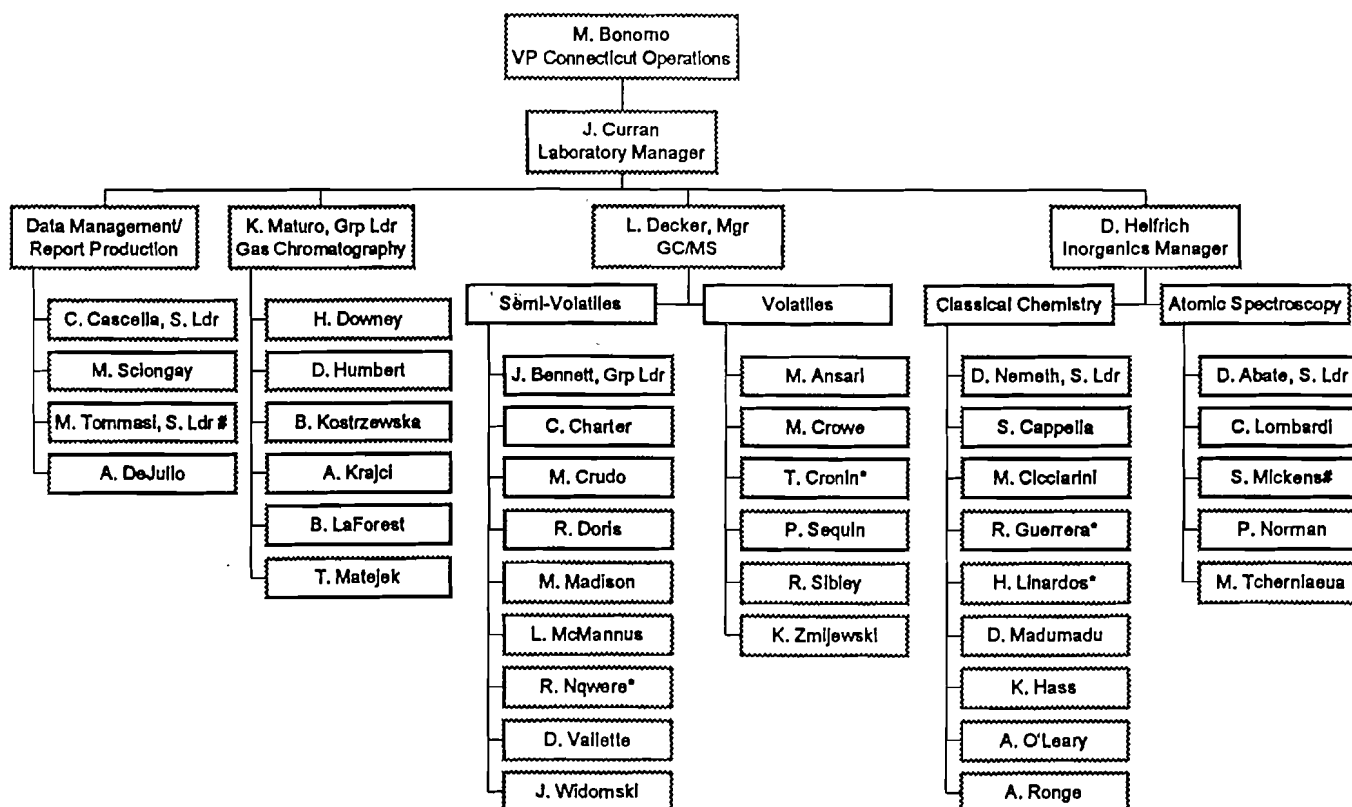 M. Bonomo
VP Connecticut Operations
J. Curran
Laboratory Manager
Data Management/
Report Production
K. Maturo, Grp Ldr
Gas Chromatography
L. Decker, Mgr
GC/MS
D. Helfrich
Inorganics Manager
C. Cascella, S. Ldr
M. Sciongay
M. Tommasi, S. Ldr #
A. DeJulio
H. Downey
D. Humbert
B. Kostrzewska
A. Krajci
B. LaForest
T. Matejek
Semi-Volatiles
J. Bennett, Grp Ldr
C. Charter
M. Crudo
R. Doris
M. Madison
L. McMannus
R. Nqwere*
D. Vallette
J. Widomski
Volatiles
M. Ansari
M. Crowe
T. Cronin*
P. Sequin
R. Sibley
K. Zmijewski
Classical Chemistry
D. Nemeth, S. Ldr
S. Cappella
M. Cicciarini
R. Guerrera*
H. Linardos*
D. Madumadu
K. Hass
A. O'Leary
A. Ronge
Atomic Spectroscopy
D. Abate, S. Ldr
C. Lombardi
S. Mickens#
P. Norman
M. Tcherniaeua